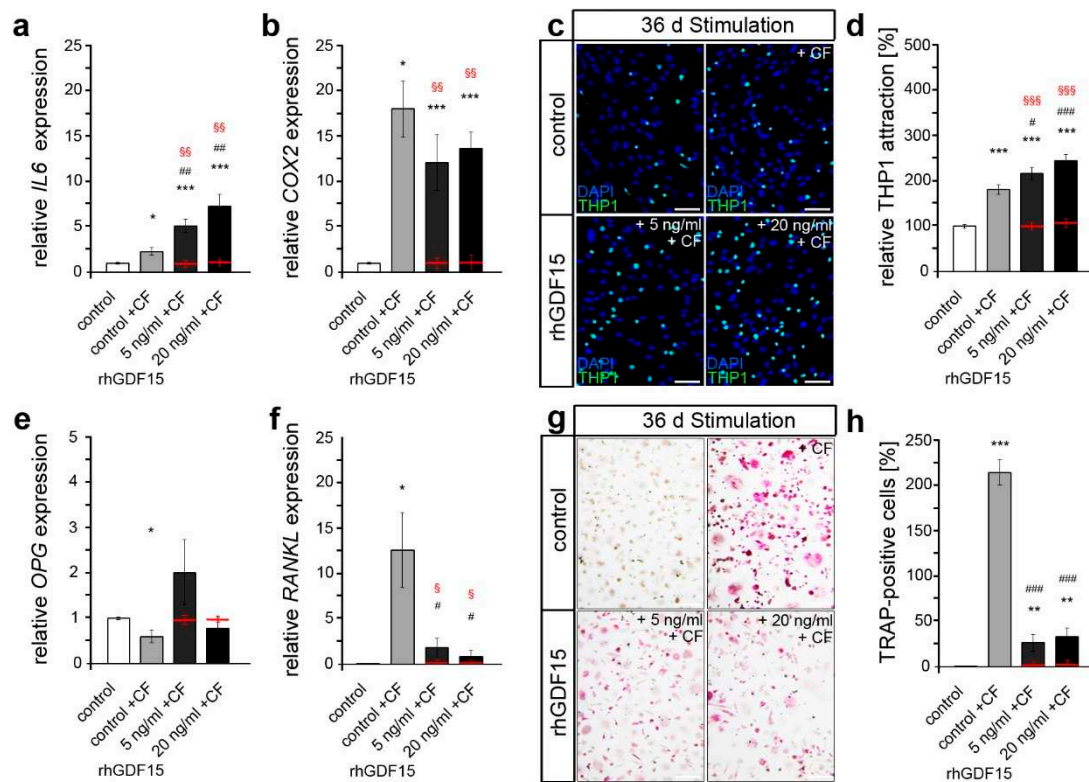 a
relative IL6 expression
25
20
15
10
5
0
*
§§
##
***
§§
##
***
control
control +CF
5 ng/ml +CF
20 ng/ml +CF
rhGDF15
b
relative COX2 expression
25
20
15
10
5
0
*
§§
***
§§
***
control
control +CF
5 ng/ml +CF
20 ng/ml +CF
rhGDF15
c
36 d Stimulation
control
+ CF
DAPI
THP1
DAPI
THP1
rhGDF15
+ 5 ng/ml
+ CF
+ 20 ng/ml
+ CF
DAPI
THP1
DAPI
THP1
d
relative THP1 attraction [%]
500
250
200
150
100
50
0
***
§§§
#
***
§§§
###
***
control
control +CF
5 ng/ml +CF
20 ng/ml +CF
rhGDF15
e
relative OPG expression
5
4
3
2
1
0
*
control
control +CF
5 ng/ml +CF
20 ng/ml +CF
rhGDF15
f
relative RANKL expression
25
20
15
10
5
0
*
§
#
§
#
control
control +CF
5 ng/ml +CF
20 ng/ml +CF
rhGDF15
g
36 d Stimulation
control
+ CF
rhGDF15
+ 5 ng/ml
+ CF
+ 20 ng/ml
+ CF
h
TRAP-positive cells [%]
250
200
150
100
50
0
***
###
**
###
**
control
control +CF
5 ng/ml +CF
20 ng/ml +CF
rhGDF15